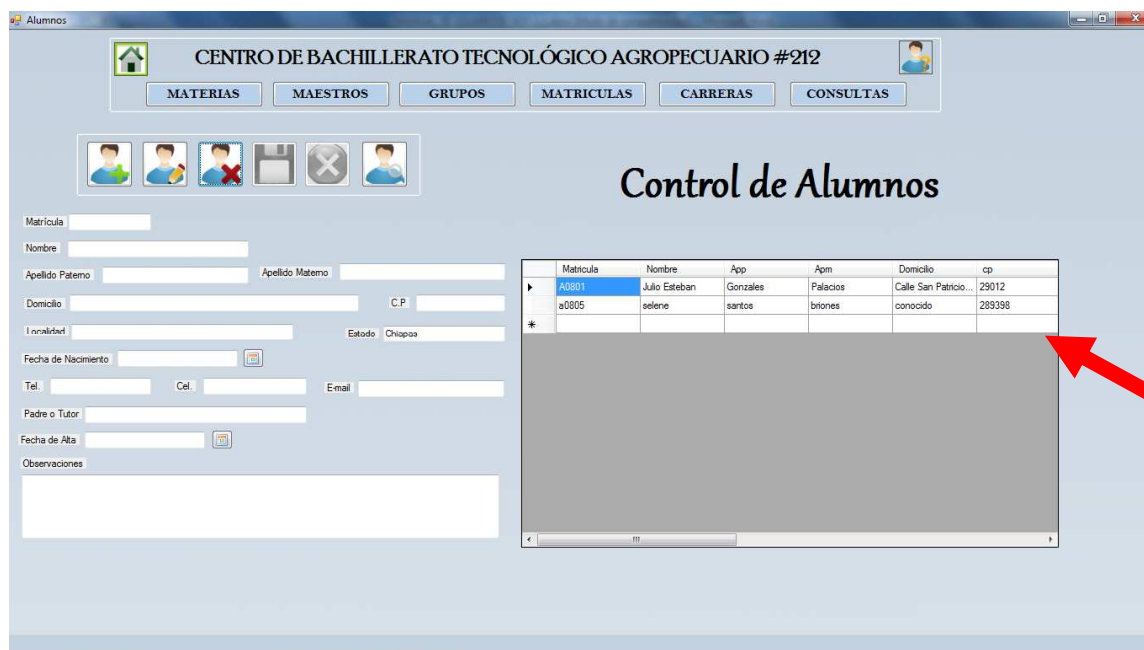 Alumnos
CENTRO DE BACHILLERATO TECNOLÓGICO AGROPECUARIO #212
MATERIAS MAESTROS GRUPOS MATRICULAS CARRERAS CONSULTAS
Control de Alumnos
Matrícula
Nombre
Apellido Paterno Apellido Materno
Domicilio C.P
Localidad Estado Chiapas
Fecha de Nacimiento
Tel. Cel. E-mail
Padre o Tutor
Fecha de Alta
Observaciones
Matricula Nombre App Apm Domicilio cp
A0801 Julio Esteban Gonzales Palacios Calle San Patricio... 29012
a0805 selene santos briones conocido 289398